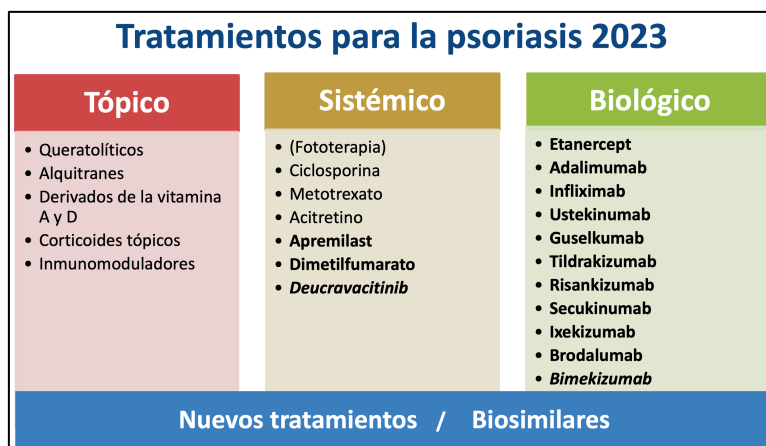 Tratamientos para la psoriasis 2023
Tópico
• Queratolíticos
• Alquitranes
• Derivados de la vitamina
A y D
• Corticoides tópicos
• Inmunomoduladores
Sistémico
• (Fototerapia)
• Ciclosporina
• Metotrexato
• Acitretino
• Apremilast
• Dimetilfumarato
• Deucravacitinib
Biológico
• Etanercept
• Adalimumab
• Infliximab
• Ustekinumab
• Guselkumab
• Tildrakizumab
• Risankizumab
• Secukinumab
• Ixekizumab
• Brodalumab
• Bimekizumab
Nuevos tratamientos / Biosimilares